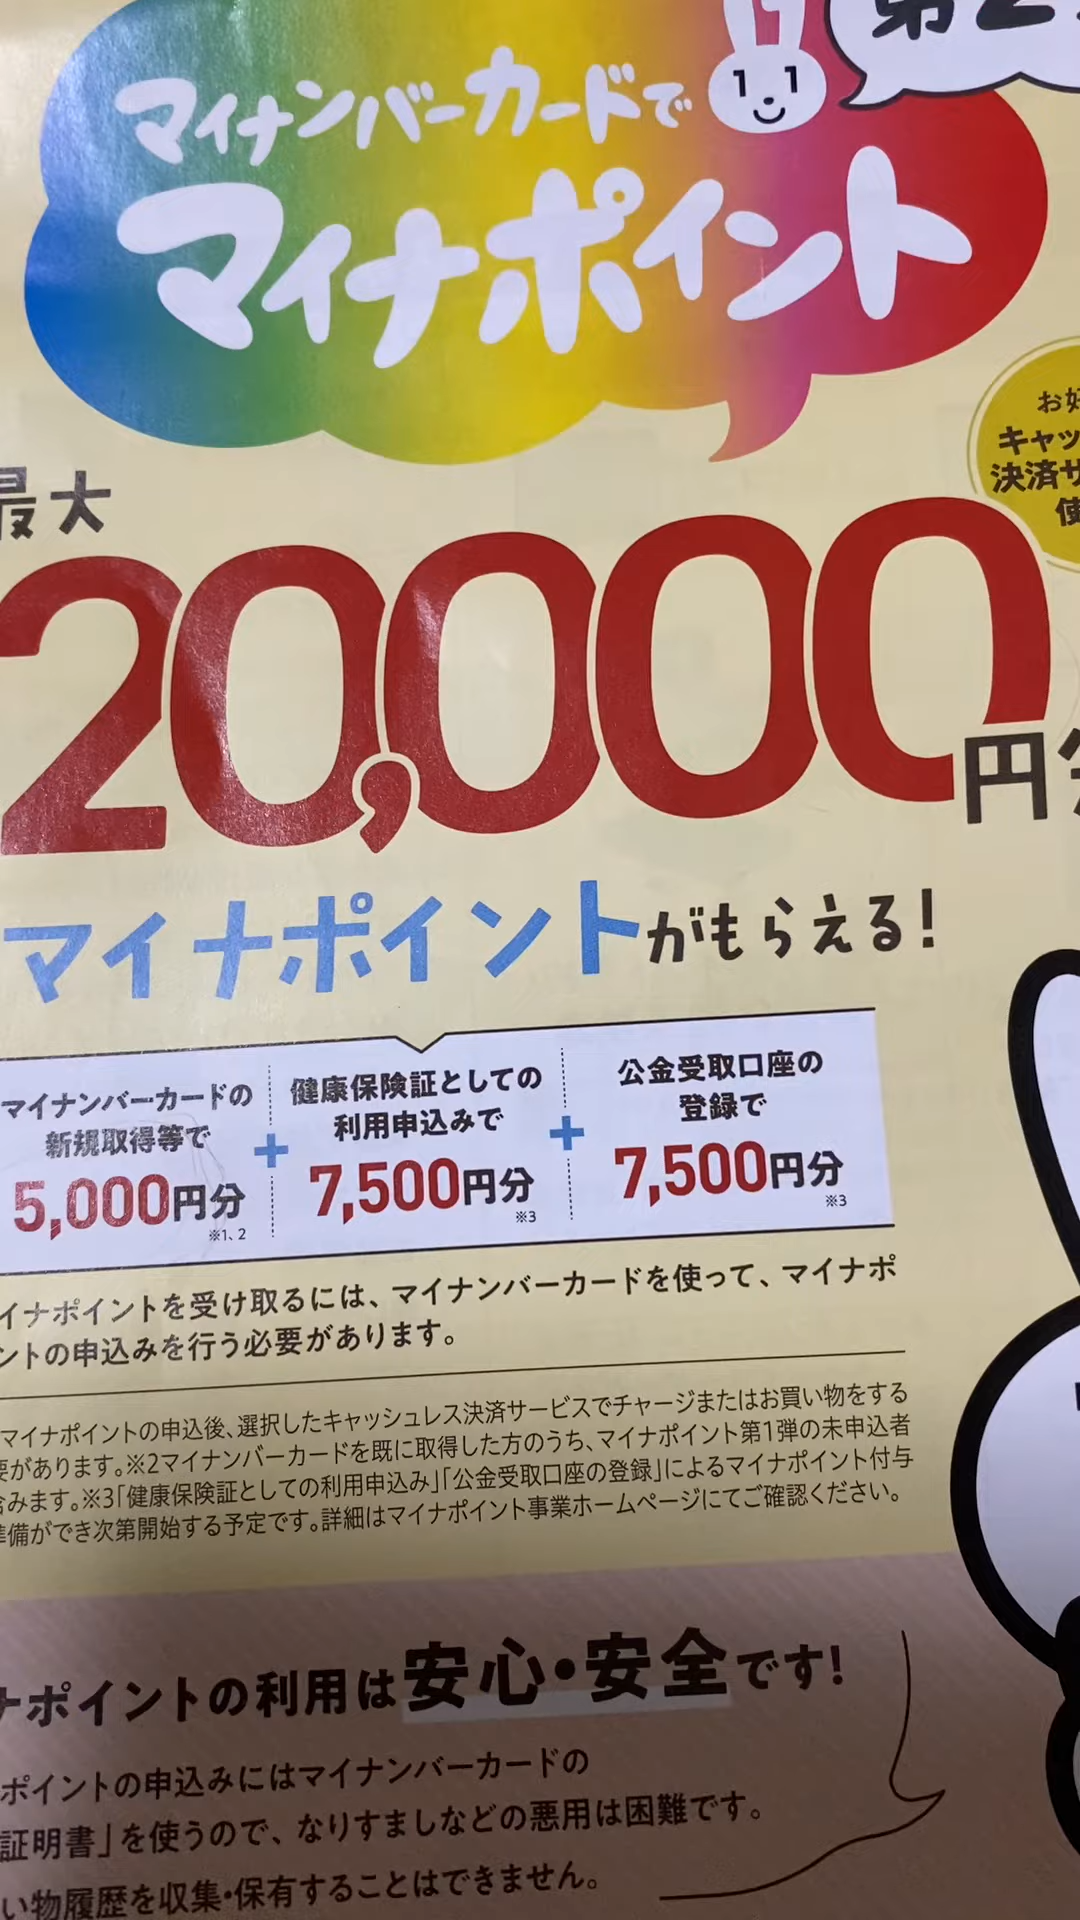 第2
マイナンバーカードで
マイナポイント
お好
キャッ
決済サ
使
最大
20,000円分
マイナポイントがもらえる!
マイナンバーカードの
新規取得等で
5,000円分
※1、2
+
健康保険証としての
利用申込みで
7,500円分
※3
+
公金受取口座の
登録で
7,500円分
※3
イナポイントを受け取るには、マイナンバーカードを使って、マイナポ
ントの申込みを行う必要があります。
マイナポイントの申込後、選択したキャッシュレス決済サービスでチャージまたはお買い物をする
要があります。※2マイナンバーカードを既に取得した方のうち、マイナポイント第1弾の未申込者
含みます。※3「健康保険証としての利用申込み」「公金受取口座の登録」によるマイナポイント付与
準備ができ次第開始する予定です。詳細はマイナポイント事業ホームページにてご確認ください。
ナポイントの利用は安心・安全です!
ポイントの申込みにはマイナンバーカードの
証明書」を使うので、なりすましなどの悪用は困難です。
い物履歴を収集・保有することはできません。